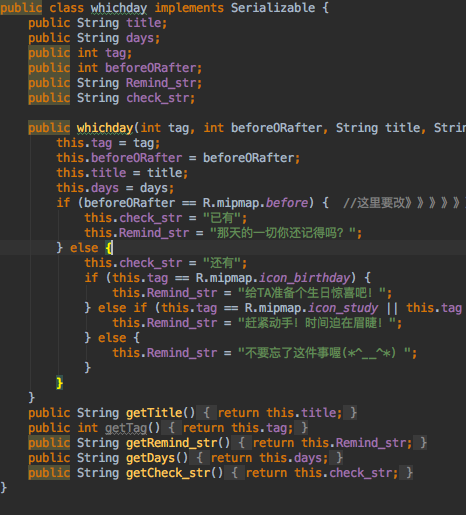 public class whichday implements Serializable {
    public String title;
    public String days;
    public int tag;
    public int beforeORafter;
    public String Remind_str;
    public String check_str;
    public whichday(int tag, int beforeORafter, String title, Strin
        this.tag = tag;
        this.beforeORafter = beforeORafter;
        this.title = title;
        this.days = days;
        if (beforeORafter == R.mipmap.before) {  //这里要改》》》》》
            this.check_str = "已有";
            this.Remind_str = "那天的一切你还记得吗？";
        } else {
            this.check_str = "还有";
            if (this.tag == R.mipmap.icon_birthday) {
                this.Remind_str = "给TA准备个生日惊喜吧！";
            } else if (this.tag == R.mipmap.icon_study || this.tag
                this.Remind_str = "赶紧动手！时间迫在眉睫！";
            } else {
                this.Remind_str = "不要忘了这件事喔(*^__^*) ";
            }
        }
    }
    public String getTitle() { return this.title; }
    public int getTag() { return this.tag; }
    public String getRemind_str() { return this.Remind_str; }
    public String getDays() { return this.days; }
    public String getCheck_str() { return this.check_str; }
}